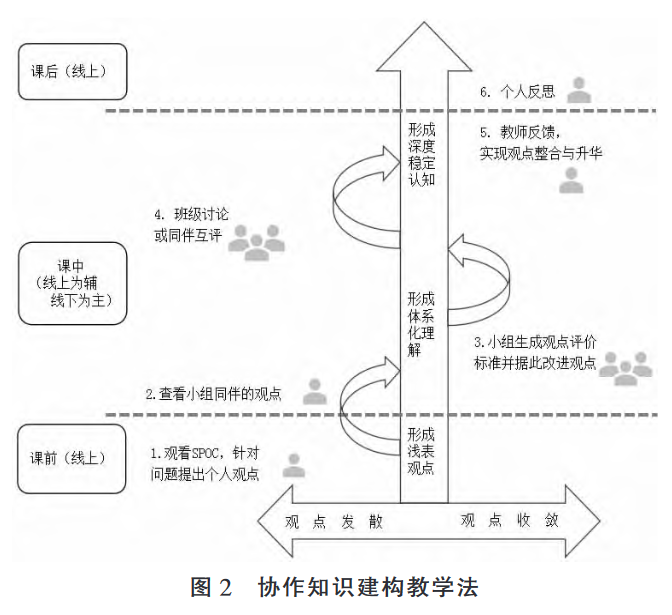 课后（线上）
6. 个人反思
5. 教师反馈，
实现观点整合与升华
形成
深度
稳定
认知
4. 班级讨论
或同伴互评
课中
（线上为辅
线下为主）
形成
体系
化理
解
3.小组生成观点评价
标准并据此改进观点
2.查看小组同伴的观点
课前（线上）
1.观看SPOC，针对
问题提出个人观点
形成
浅表
观点
观点发散
观点收敛
图 2 协作知识建构教学法